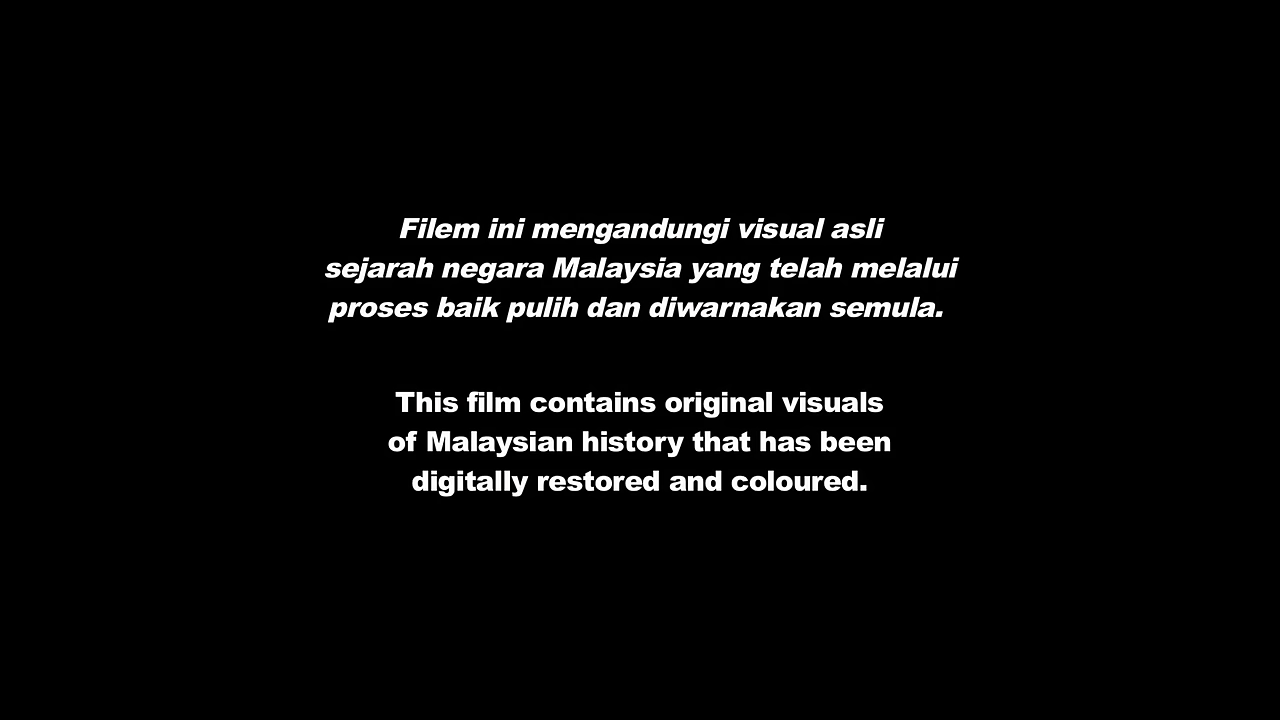 Filem ini mengandungi visual asli
sejarah negara Malaysia yang telah melalui
proses baik pulih dan diwarnakan semula.
This film contains original visuals
of Malaysian history that has been
digitally restored and coloured.